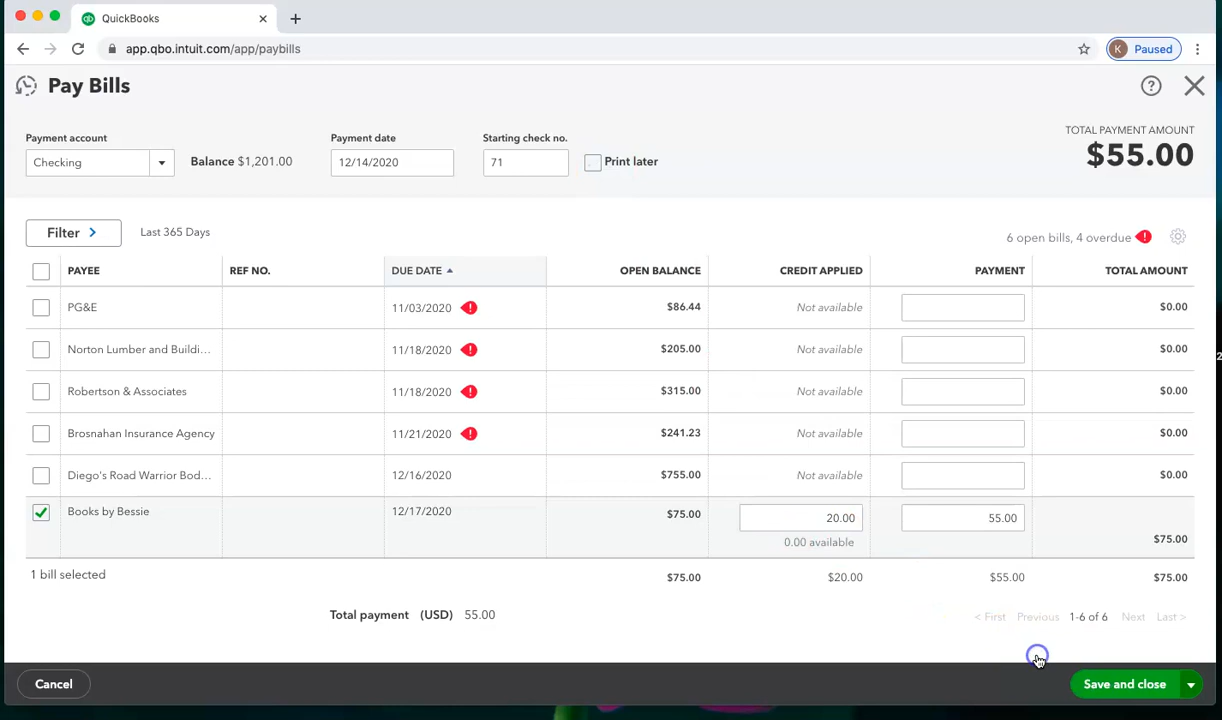 QuickBooks
app.qbo.intuit.com/app/paybills
K Paused
Pay Bills
Payment account
Checking
Balance $1,201.00
Payment date
12/14/2020
Starting check no.
71
Print later
TOTAL PAYMENT AMOUNT
$55.00
Filter >
Last 365 Days
6 open bills, 4 overdue !
PAYEE REF NO. DUE DATE OPEN BALANCE CREDIT APPLIED PAYMENT TOTAL AMOUNT
PG&E 11/03/2020 ! $86.44 Not available $0.00
Norton Lumber and Buildi... 11/18/2020 ! $205.00 Not available $0.00
Robertson & Associates 11/18/2020 ! $315.00 Not available $0.00
Brosnahan Insurance Agency 11/21/2020 ! $241.23 Not available $0.00
Diego's Road Warrior Bod... 12/16/2020 $755.00 Not available $0.00
Books by Bessie 12/17/2020 $75.00 20.00 55.00 $75.00
0.00 available
1 bill selected $75.00 $20.00 $55.00 $75.00
Total payment (USD) 55.00
< First Previous 1-6 of 6 Next Last >
Cancel
Save and close
2